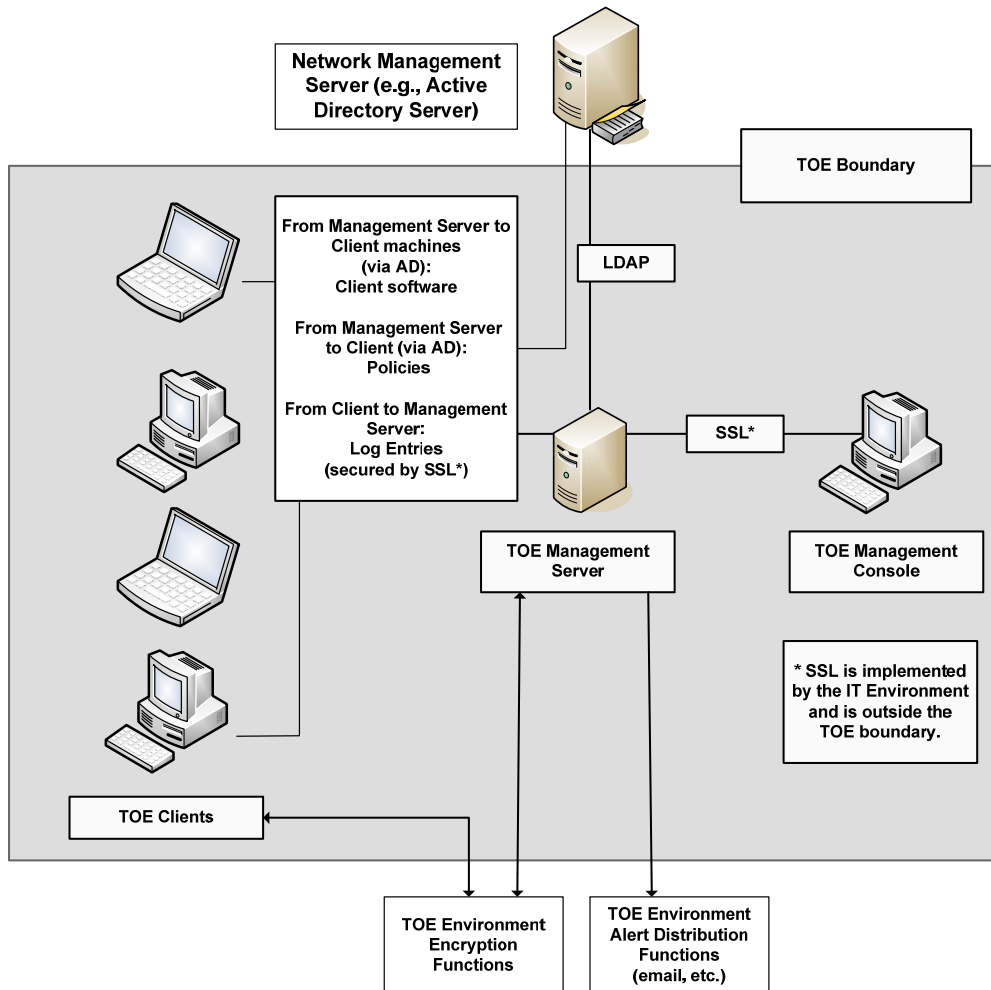 Network Management
Server (e.g., Active
Directory Server)
TOE Boundary
From Management Server to
Client machines
(via AD):
Client software
From Management Server
to Client (via AD):
Policies
From Client to Management
Server:
Log Entries
(secured by SSL*)
LDAP
SSL*
TOE Management
Server
TOE Management
Console
* SSL is implemented
by the IT Environment
and is outside the
TOE boundary.
TOE Clients
TOE Environment
Encryption
Functions
TOE Environment
Alert Distribution
Functions
(email, etc.)